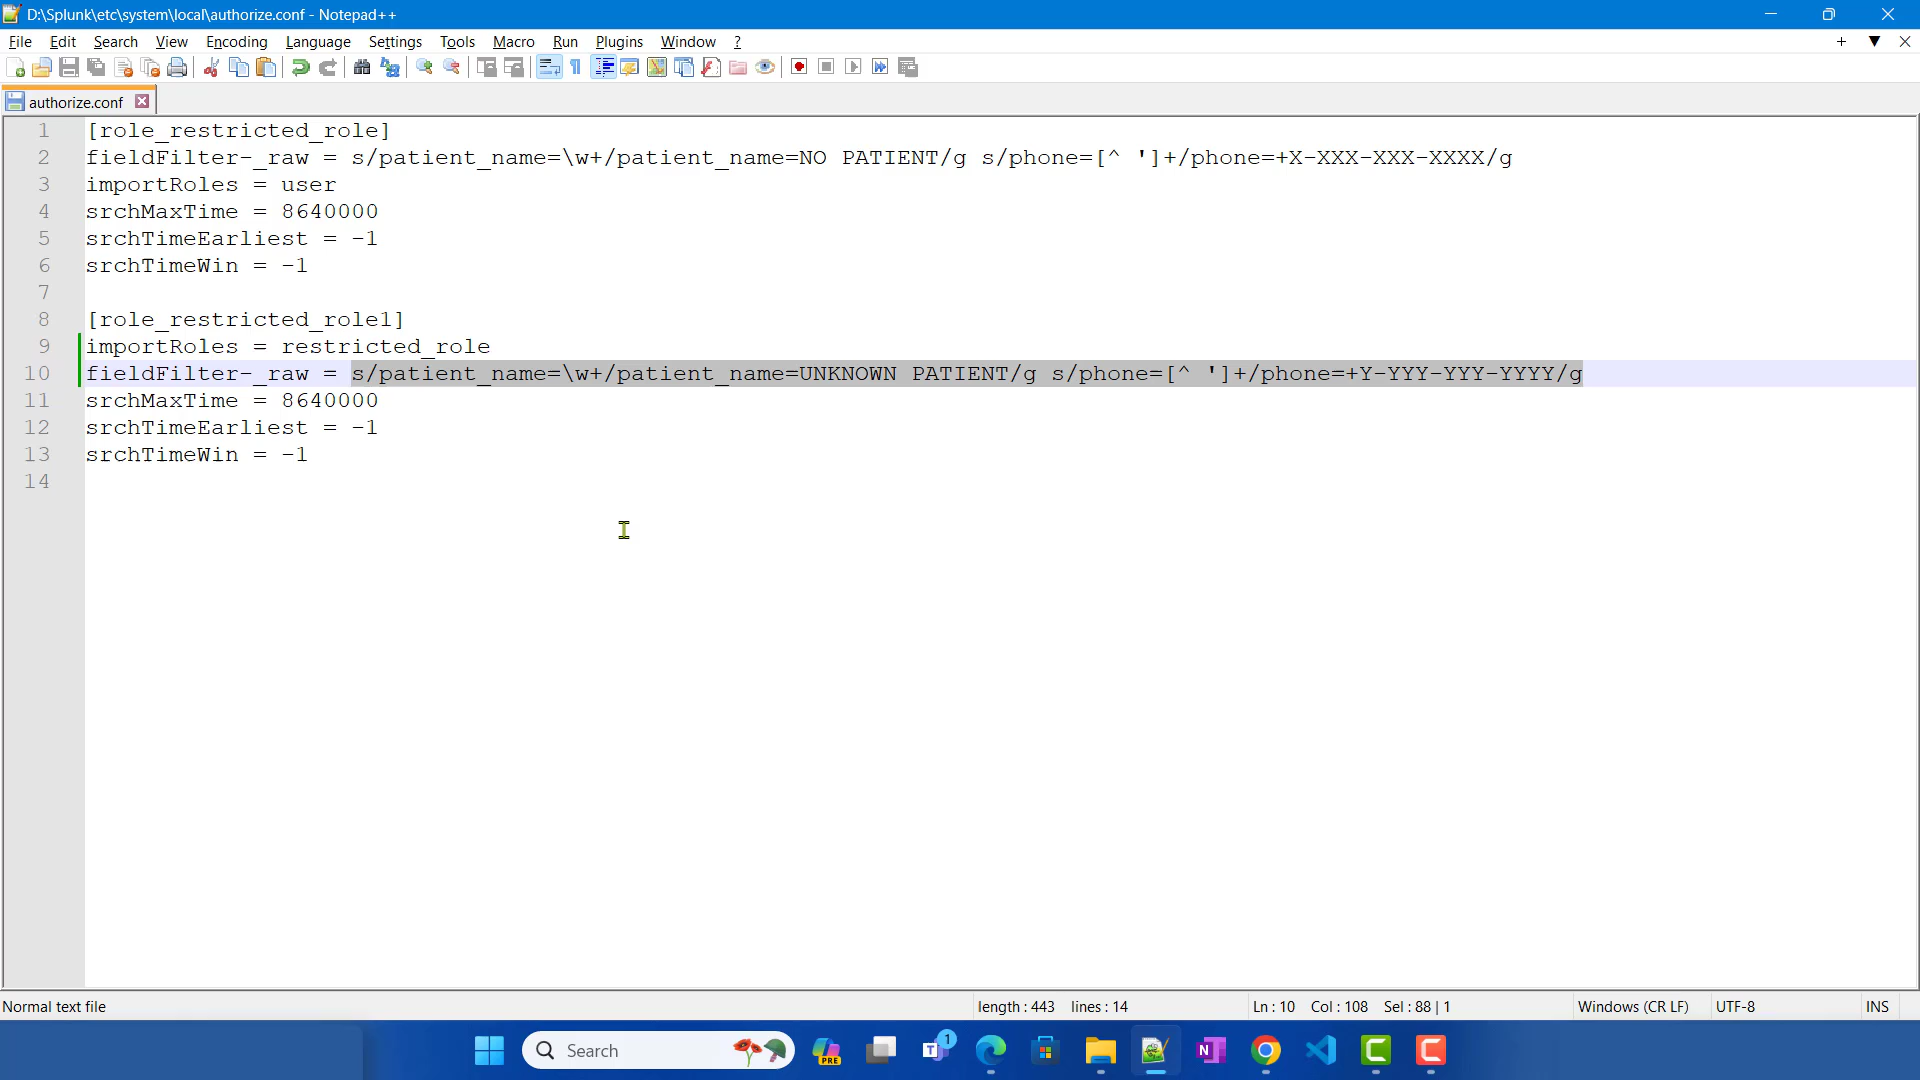 D:\Splunk\etc\system\local\authorize.conf - Notepad++
File Edit Search View Encoding Language Settings Tools Macro Run Plugins Window ?
authorize.conf
1 [role_restricted_role]
2 fieldFilter-_raw = s/patient_name=\w+/patient_name=NO PATIENT/g s/phone=[^ ']+/phone=+X-XXX-XXX-XXXX/g
3 importRoles = user
4 srchMaxTime = 8640000
5 srchTimeEarliest = -1
6 srchTimeWin = -1
7
8 [role_restricted_role1]
9 importRoles = restricted_role
10 fieldFilter-_raw = s/patient_name=\w+/patient_name=UNKNOWN PATIENT/g s/phone=[^ ']+/phone=+Y-YYY-YYY-YYYY/g
11 srchMaxTime = 8640000
12 srchTimeEarliest = -1
13 srchTimeWin = -1
14
Normal text file length : 443 lines : 14 Ln : 10 Col : 108 Sel : 88 | 1 Windows (CR LF) UTF-8 INS
Search PRE T 1 N